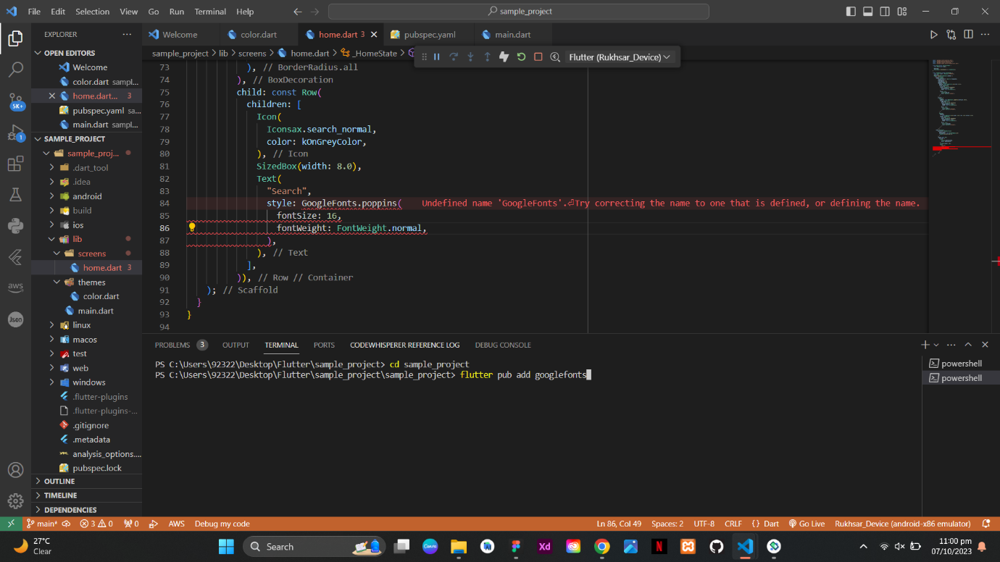 File Edit Selection View Go Run Terminal Help
sample_project
EXPLORER
Welcome
color.dart
home.dart 3
pubspec.yaml
main.dart
OPEN EDITORS
Welcome
color.dart sampl...
home.dart... 3
pubspec.yaml sa...
main.dart sampl...
SAMPLE_PROJECT
sample_proj...
.dart_tool
.idea
android
build
ios
lib
screens
home.dart 3
themes
color.dart
main.dart
linux
macos
test
web
windows
.flutter-plugins
.flutter-plugins-...
.gitignore
.metadata
analysis_options....
pubspec.lock
OUTLINE
TIMELINE
DEPENDENCIES
5K+
1
aws
Json
sample_project > lib > screens > home.dart > _HomeState >
Flutter (Rukhsar_Device)
73 ), // BorderRadius.all
74 ), // BoxDecoration
75 child: const Row(
76 children: [
77 Icon(
78 Iconsax.search_normal,
79 color: kOnGreyColor,
80 ), // Icon
81 SizedBox(width: 8.0),
82 Text(
83 "Search",
84 style: GoogleFonts.poppins( Undefined name 'GoogleFonts'.⏎Try correcting the name to one that is defined, or defining the name.
85 fontSize: 16,
86 fontWeight: FontWeight.normal,
87 ),
88 ), // Text
89 ],
90 )), // Row // Container
91 ); // Scaffold
92 }
93 }
94
PROBLEMS 3 OUTPUT TERMINAL PORTS CODEWHISPERER REFERENCE LOG DEBUG CONSOLE
PS C:\Users\92322\Desktop\Flutter\sample_project> cd sample_project
PS C:\Users\92322\Desktop\Flutter\sample_project\sample_project> flutter pub add googlefonts
powershell
powershell
main* 3 0 0 AWS Debug my code Ln 86, Col 49 Spaces: 2 UTF-8 CRLF {} Dart Go Live Rukhsar_Device (android-x86 emulator)
27°C
Clear
Search
Canva
Xd
N
11:00 pm
07/10/2023